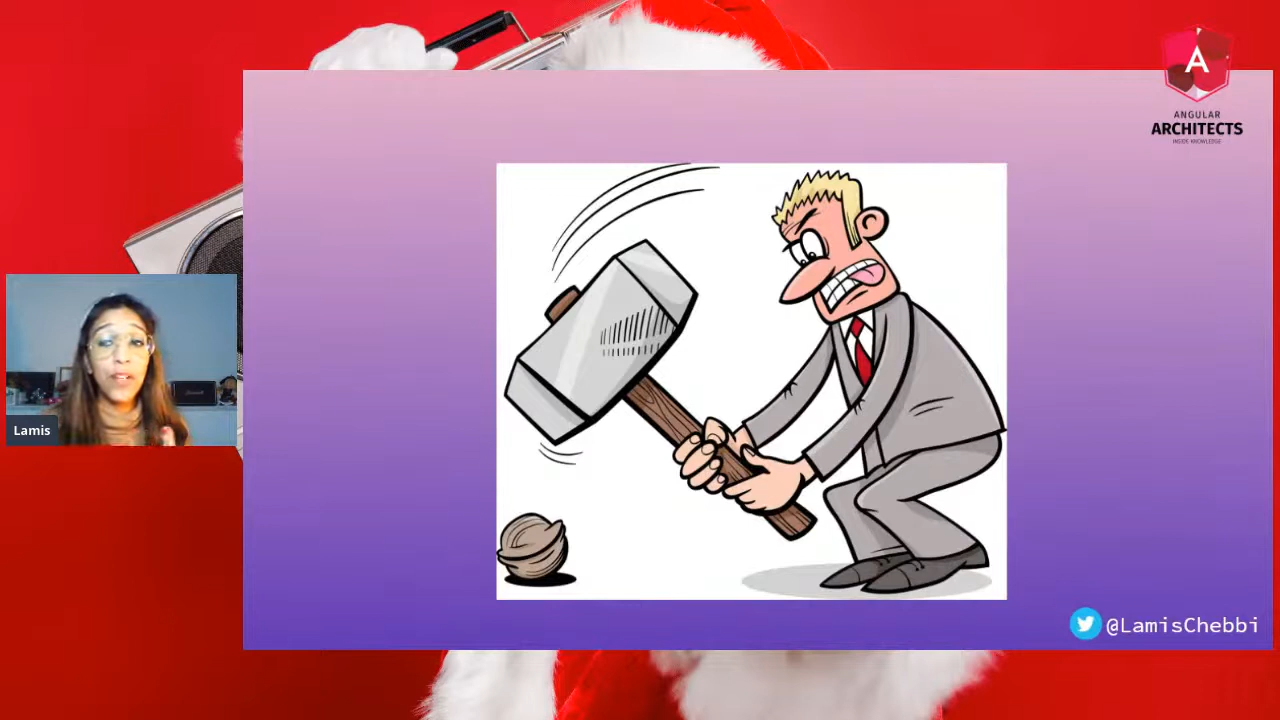 A
ANGULAR
ARCHITECTS
INSIDE KNOWLEDGE
Lamis
@LamisChebbi